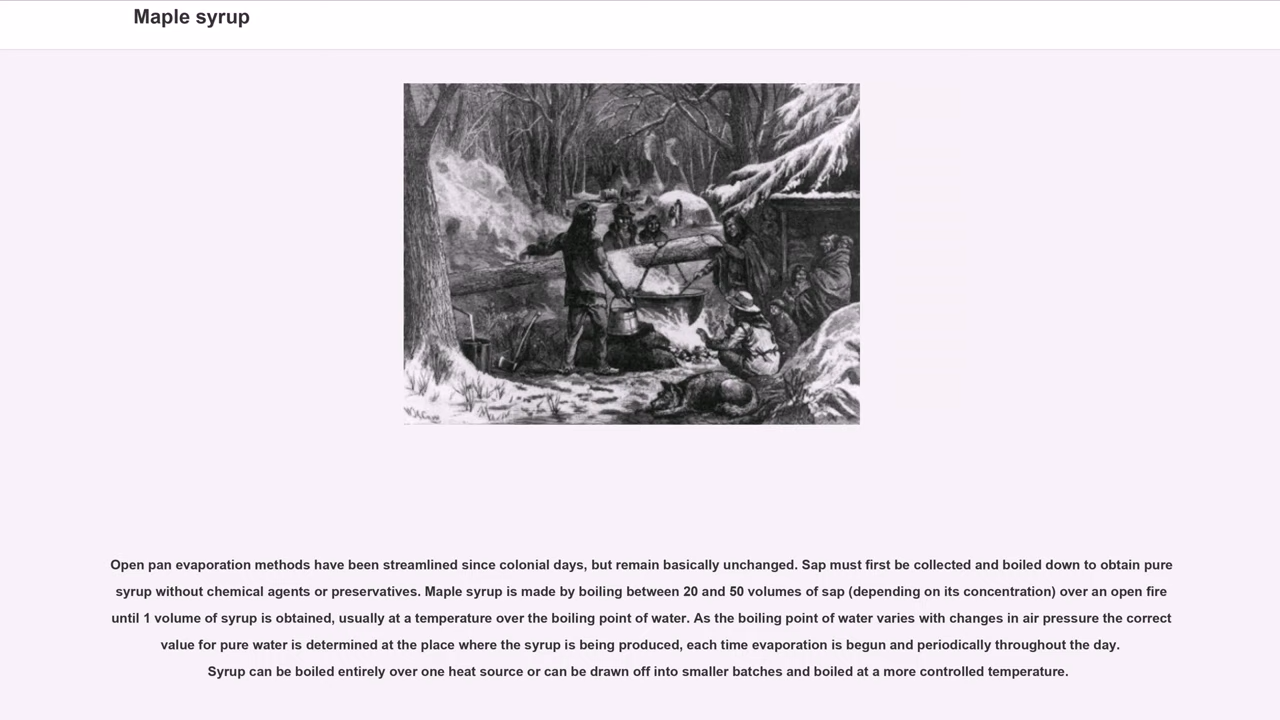 Maple syrup
Open pan evaporation methods have been streamlined since colonial days, but remain basically unchanged. Sap must first be collected and boiled down to obtain pure
syrup without chemical agents or preservatives. Maple syrup is made by boiling between 20 and 50 volumes of sap (depending on its concentration) over an open fire
until 1 volume of syrup is obtained, usually at a temperature over the boiling point of water. As the boiling point of water varies with changes in air pressure the correct
value for pure water is determined at the place where the syrup is being produced, each time evaporation is begun and periodically throughout the day.
Syrup can be boiled entirely over one heat source or can be drawn off into smaller batches and boiled at a more controlled temperature.